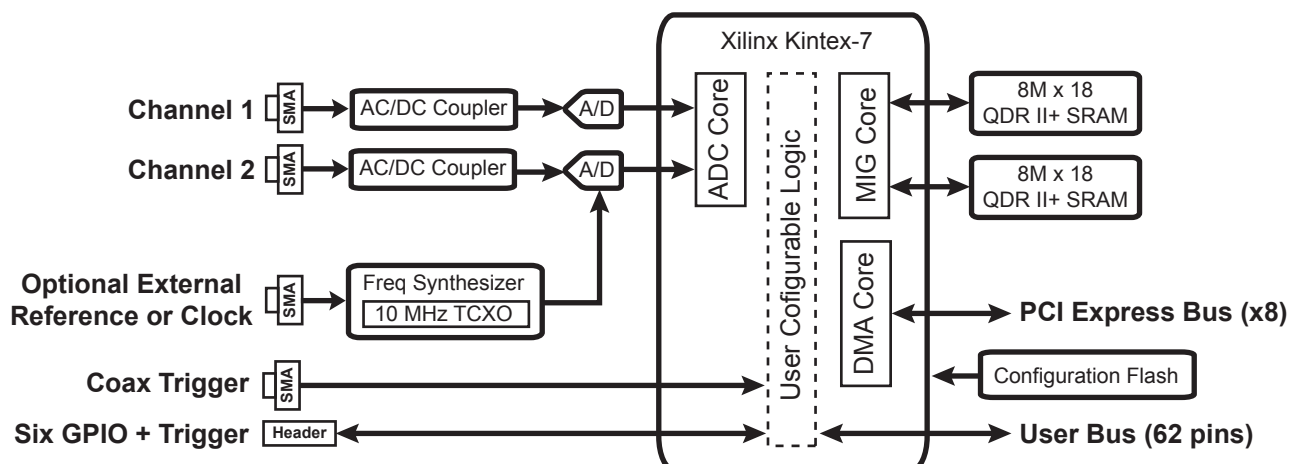 Xilinx Kintex-7
Channel 1
SMA
AC/DC Coupler
A/D
ADC Core
User Cofigurable Logic
MIG Core
8M x 18
QDR II+ SRAM
Channel 2
SMA
AC/DC Coupler
A/D
8M x 18
QDR II+ SRAM
Optional External
Reference or Clock
SMA
Freq Synthesizer
10 MHz TCXO
DMA Core
PCI Express Bus (x8)
Coax Trigger
SMA
Configuration Flash
Six GPIO + Trigger
Header
User Bus (62 pins)